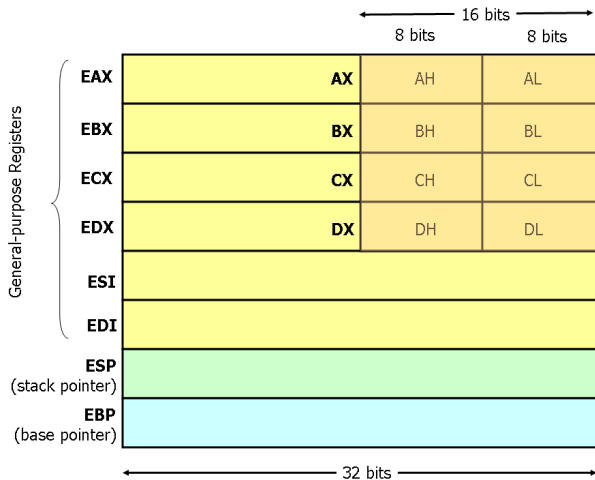 16 bits
8 bits 8 bits
General-purpose Registers
EAX AX AH AL
EBX BX BH BL
ECX CX CH CL
EDX DX DH DL
ESI
EDI
ESP
(stack pointer)
EBP
(base pointer)
32 bits